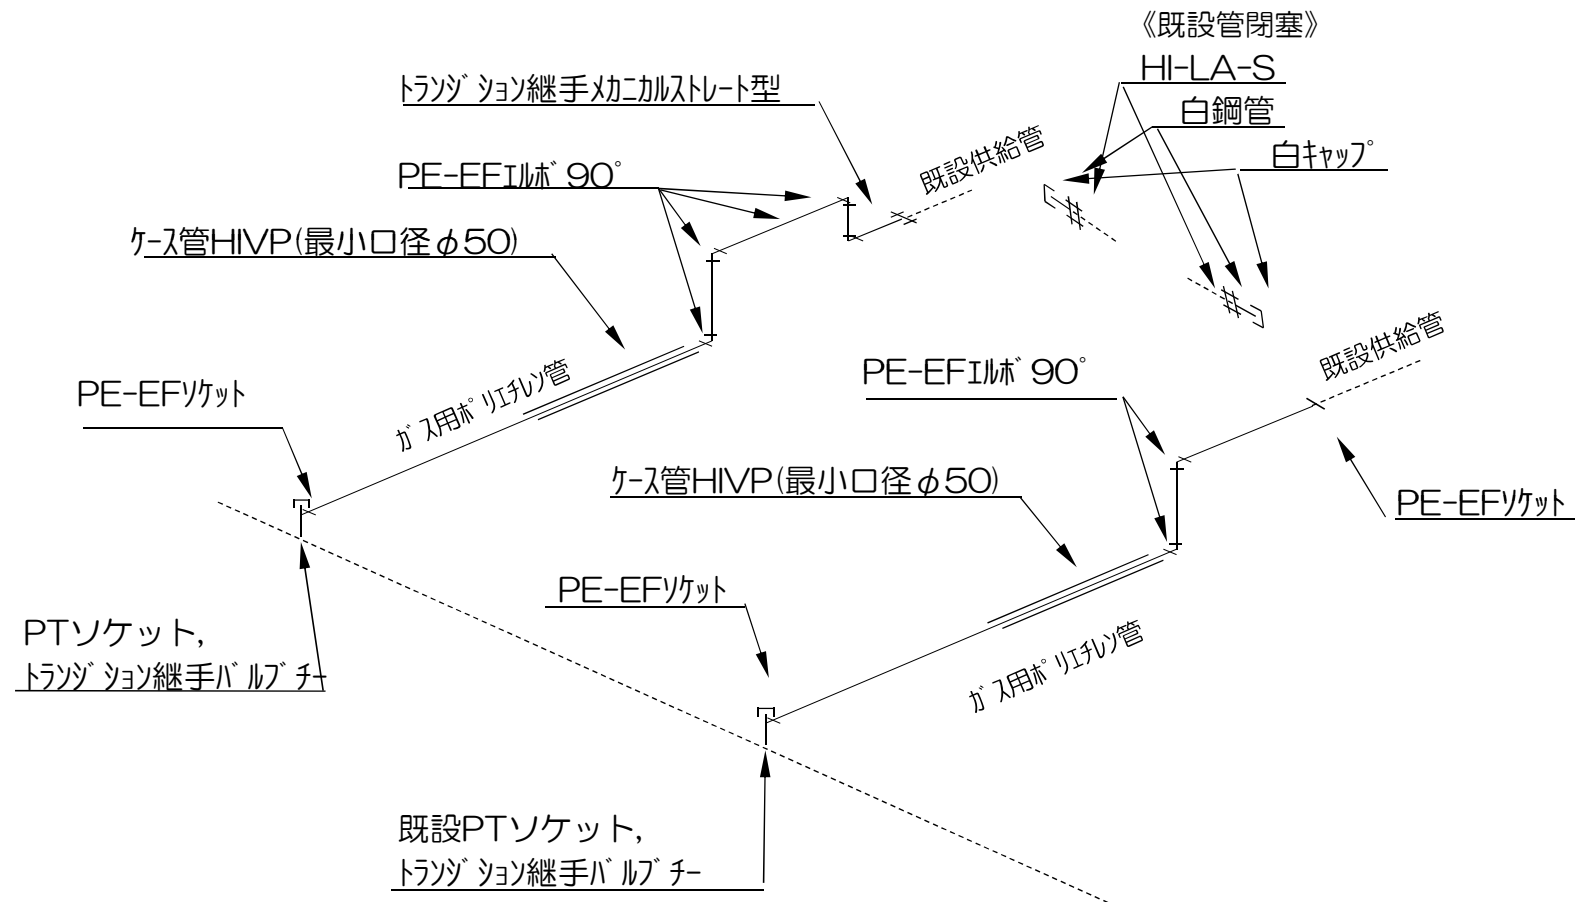 《既設管閉塞》
HI-LA-S
ﾄﾗﾝｼﾞｼｮﾝ継手ﾒｶﾆｶﾙｽﾄﾚｰﾄ型
白鋼管
白ｷｬｯﾌﾟ
既設供給管
PE-EFｴﾙﾎﾞ90°
ｹｰｽ管HIVP(最小口径φ50)
既設供給管
PE-EFｴﾙﾎﾞ90°
PE-EFｿｹｯﾄ
ｶﾞｽ用ﾎﾟﾘｴﾁﾚﾝ管
ｹｰｽ管HIVP(最小口径φ50)
PE-EFｿｹｯﾄ
PE-EFｿｹｯﾄ
PTソケット,
ﾄﾗﾝｼﾞｼｮﾝ継手ﾊﾞﾙﾌﾞﾁｰ
ｶﾞｽ用ﾎﾟﾘｴﾁﾚﾝ管
既設PTソケット,
ﾄﾗﾝｼﾞｼｮﾝ継手ﾊﾞﾙﾌﾞﾁｰ